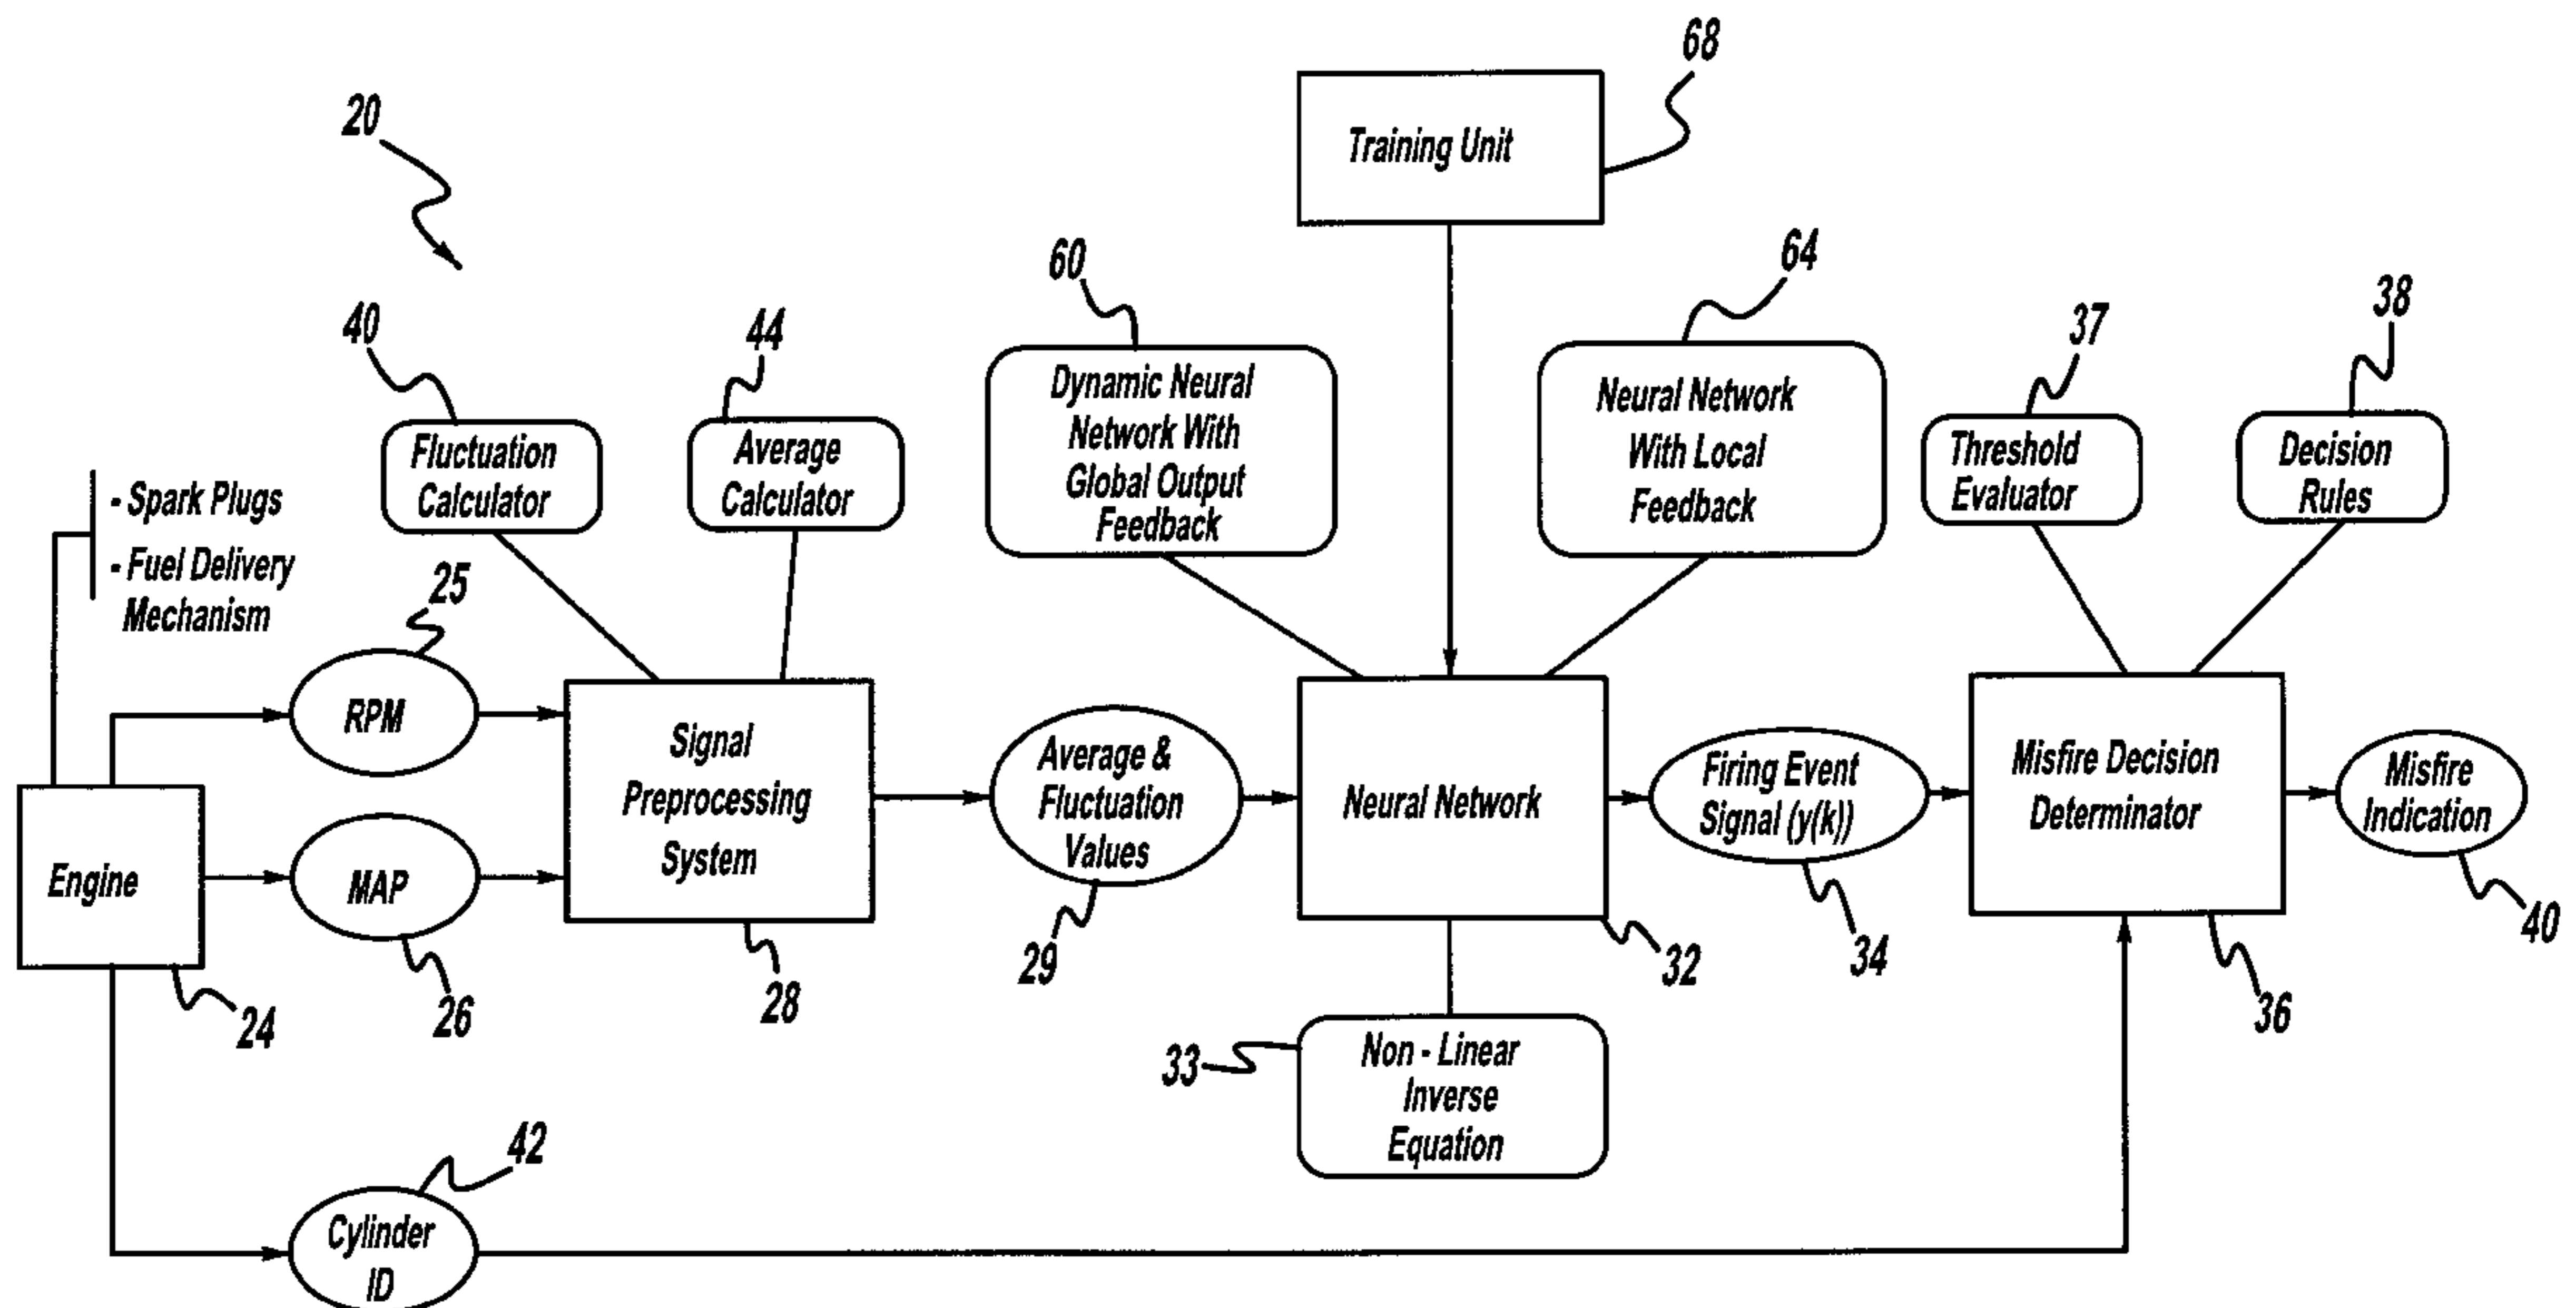 68
Training Unit
20
60
64
40
44
37
38
Dynamic Neural
Network With
Global Output
Feedback
Neural Network
With Local
Feedback
Fluctuation
Calculator
Average
Calculator
Threshold
Evaluator
Decision
Rules
- Spark Plugs
- Fuel Delivery
Mechanism
25
RPM
Signal
Preprocessing
System
Average &
Fluctuation
Values
Neural Network
Firing Event
Signal (y(k))
Misfire Decision
Determinator
Misfire
Indication
Engine
MAP
24
26
28
29
32
34
36
40
33
Non - Linear
Inverse
Equation
42
Cylinder
ID